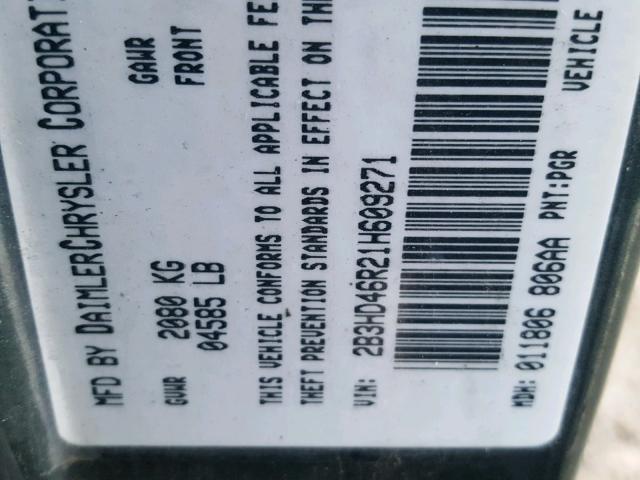 MFD BY DAIMLERCHRYSLER CORPORAT
GAWR
GVWR 2080 KG FRONT
04585 LB
THIS VEHICLE CONFORMS TO ALL APPLICABLE FE
THEFT PREVENTION STANDARDS IN EFFECT ON TH
VIN: 2B3HD46R21H609271
MDH: 011806 806AA PNT:PGR VEHICLE